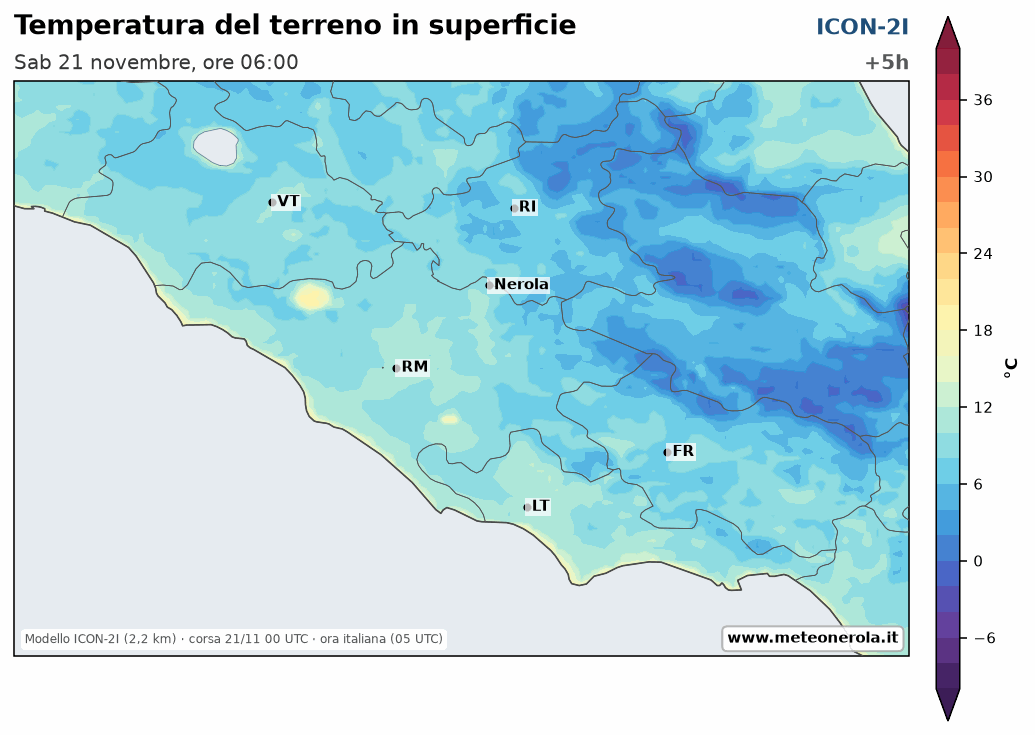 Temperatura del terreno in superficie
ICON-2I
Sab 21 novembre, ore 06:00
+5h
VT
RI
Nerola
RM
FR
LT
36
30
24
18
12
6
0
−6
°C
Modello ICON-2I (2,2 km) · corsa 21/11 00 UTC · ora italiana (05 UTC)
www.meteonerola.it